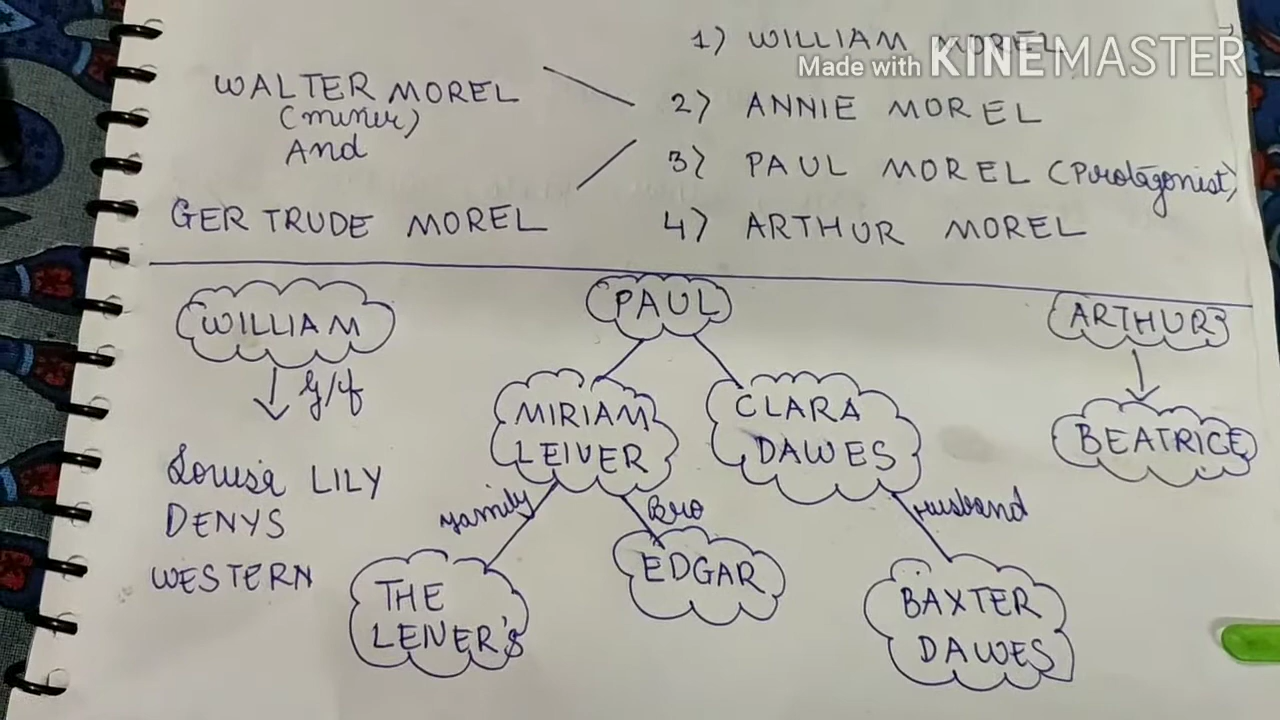 WALTER MOREL
(miner)
And
GERTRUDE MOREL
1) WILLIAM MOREL
Made with KINEMASTER
2) ANNIE MOREL
3) PAUL MOREL (Protagonist)
4) ARTHUR MOREL
WILLIAM
g/f
Louisa LILY
DENYS
WESTERN
PAUL
MIRIAM
LEIVER
family
THE
LEIVER'S
Bro
EDGAR
CLARA
DAWES
Husband
BAXTER
DAWES
ARTHUR
BEATRICE